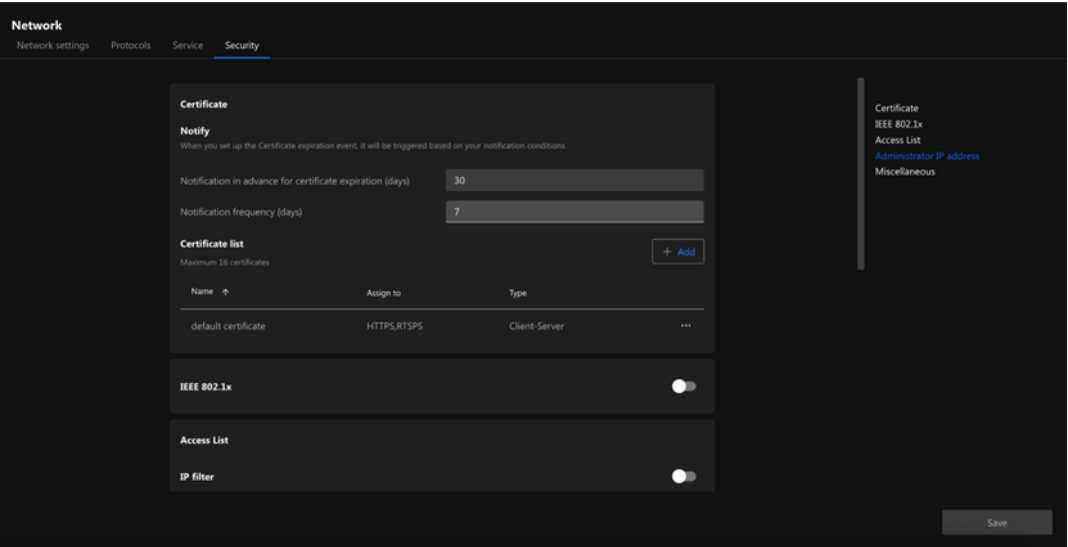 Network
Network settings Protocols Service Security
Certificate
Notify
When you set up the Certificate expiration event, it will be triggered based on your notification conditions.
Notification in advance for certificate expiration (days) 30
Notification frequency (days) 7
Certificate list
+ Add
Maximum 16 certificates
Name ↑ Assign to Type
default certificate HTTPS,RTSPS Client-Server ...
IEEE 802.1x
Access List
IP filter
Certificate
IEEE 802.1x
Access List
Administrator IP address
Miscellaneous
Save